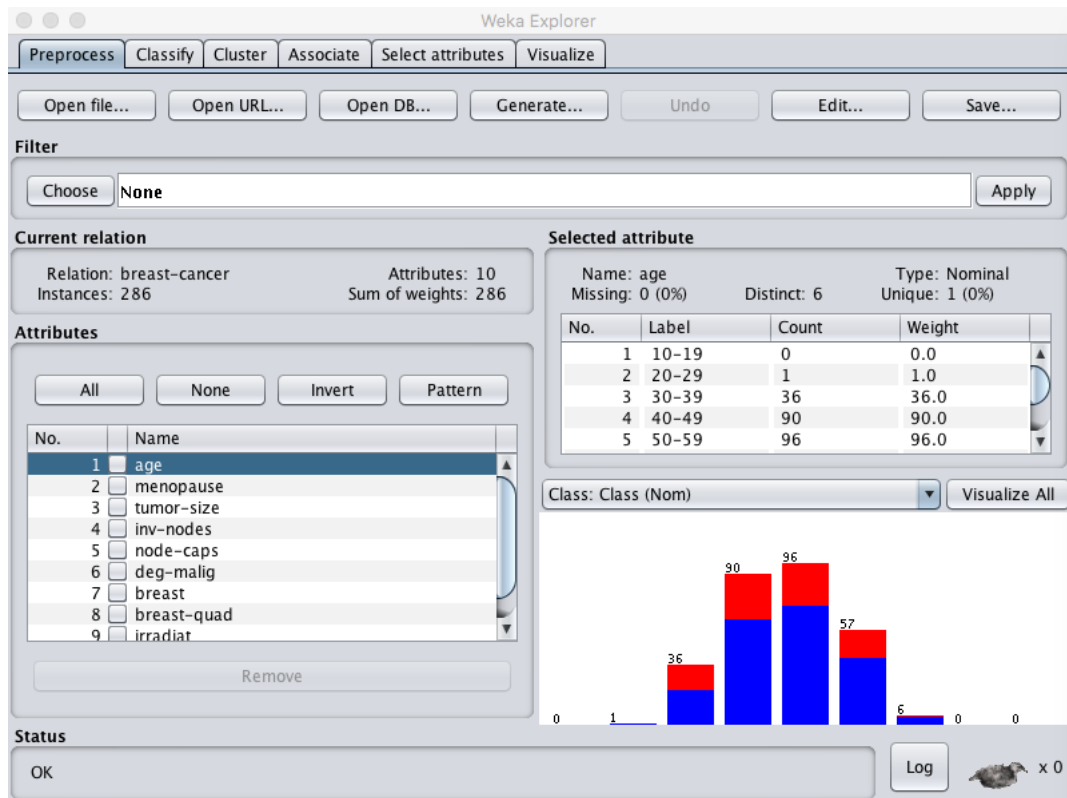 Weka Explorer
Preprocess Classify Cluster Associate Select attributes Visualize
Open file... Open URL... Open DB... Generate... Undo Edit... Save...
Filter
Choose None Apply
Current relation
Relation: breast-cancer Attributes: 10
Instances: 286 Sum of weights: 286
Attributes
All None Invert Pattern
No. Name
1 age
2 menopause
3 tumor-size
4 inv-nodes
5 node-caps
6 deg-malig
7 breast
8 breast-quad
9 irradiat
Remove
Selected attribute
Name: age Type: Nominal
Missing: 0 (0%) Distinct: 6 Unique: 1 (0%)
No. Label Count Weight
1 10-19 0 0.0
2 20-29 1 1.0
3 30-39 36 36.0
4 40-49 90 90.0
5 50-59 96 96.0
Class: Class (Nom) Visualize All
0 1 36 90 96 57 6 0 0
Status
OK Log x 0